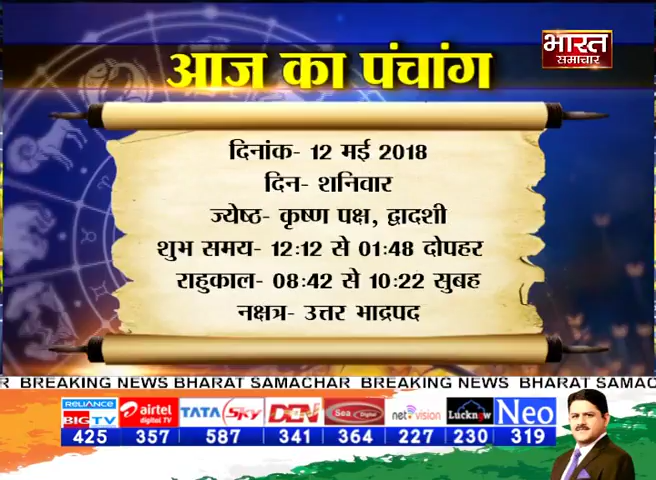 भारत
समाचार
आज का पंचांग
दिनांक- 12 मई 2018
दिन- शनिवार
ज्येष्ठ- कृष्ण पक्ष, द्वादशी
शुभ समय- 12:12 से 01:48 दोपहर
राहुकाल- 08:42 से 10:22 सुबह
नक्षत्र- उत्तर भाद्रपद
R BREAKING NEWS BHARAT SAMACHAR BREAKING NEWS BHARAT SAMAC
RELIANCE BIG TV airtel digital TV TATA SKY DEN Sea Digital net vision Lucknow Neo
425 357 587 341 364 227 230 319